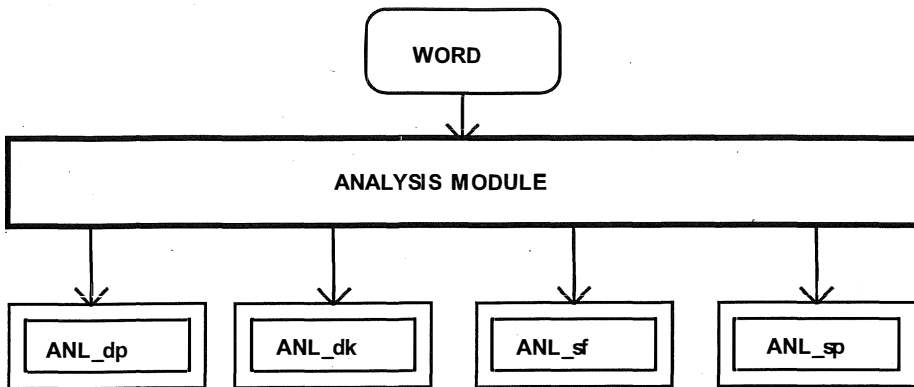 WORD
ANALYSIS MODULE
ANL_dp
ANL_dk
ANL_sf
ANL_sp